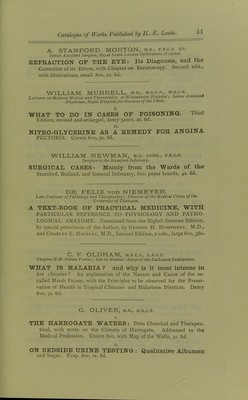 Catalogue of Works Published by H. K. Lewis. 11
A. STANFORD MORTON, M.B., F.R.C.S. ED.
Senior Assistant Surgeon, Royal South London Ophthalmic Hospital.
REFRACTION OF THE EYE: Its Diagnosis, and the
Correction of its Errors, with Chapter on Keratoscopy. Second edit.,
with illustrations, small 8vo, 2s. 6d.
WILLIAM MURRELL, M.D., M.R.C.P., M.R.C.S.
Lecturer on Materia Medica and Therapeutics at Westminster Hospital; Senior Assistant
Physician, Royal Hospital for Diseases of the Chest.
I.
WHAT TO DO IN CASES OF POISONING. Third
Edition, revised and enlarged, 2s. 6d.
NITRO-GLYCERINE AS A REMEDY FOR ANGINA
PECTORIS. Crown 8vo, 3s. 6d.
WILLIAM NEWMAN, M.D. LOND., F.R.C.S.
Surgeon to the Stamford Infirmary.
SURGICAL CASES: Mainly from the Wards of the
Stamford, Rutland, and General Infirmary, 8vo, paper boards, 4s. 6d.
DR. FELIX von NIEMEYER.
Late Professor of Pathology and Therapeutics; Director of the Medical Clinic of the
University of Tübingen.
A TEXT-BOOK OF PRACTICAL MEDICINE, WITH
PARTICULAR REFERENCE TO PHYSIOLOGY AND PATHO-
LOGICAL ANATOMY. Translated from the Eighth German Edition,
by special permission of the Author, by GEORGE H. HUMPHREY, M.D.,
and CHARLES E. HACKLEY, M.D., Second Edition, 2 vols., large 8vo, 36s.
C. F. OLDHAM, M.R.C.S., L.R.C.P.
Surgeon H.M. Indian Forces; late in Medical charge of the Dalhousie Sanitarium.
WHAT IS MALARIA? and why is it most intense in
hot climates? An explanation of the Nature and Cause of the so-
called Marsh Poison, with the Principles to be observed for the Preser-
vation of Health in Tropical Climates and Malarious Districts. Demy
8vo, 7s. 6d.
G. OLIVER, M.D., M.R.C.P.
I.
THE HARROGATE WATERS: Data Chemical and Therapeu-
tical, with notes on the Climate of Harrogate. Addressed to the
Medical Profession. Crown 8vo, with Map of the Wells, 3s. 6d.
II.
ON BEDSIDE URINE TESTING: Qualitative Albumen
and Sugar. Fcap. 8vo,